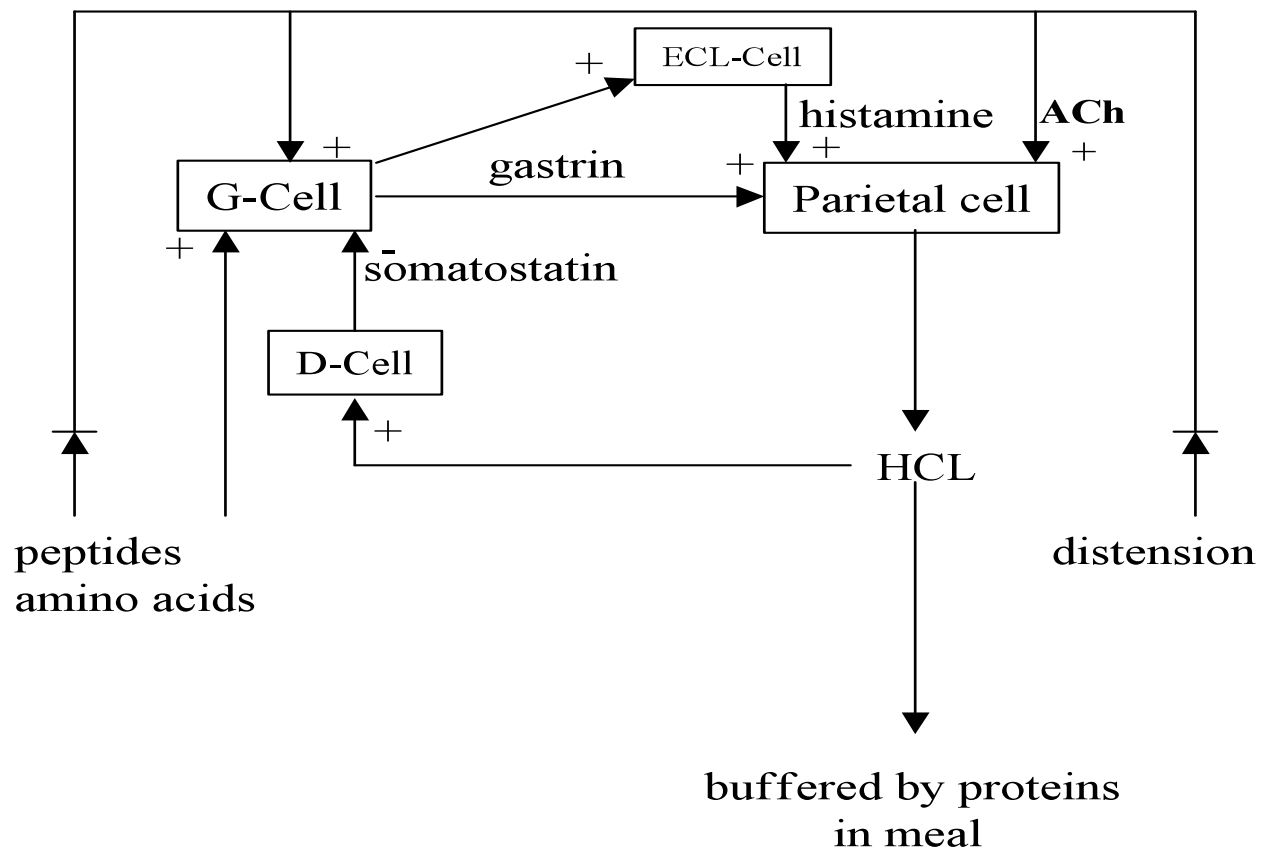 ECL-Cell
+
histamine
ACh
+
+
+
+
gastrin
G-Cell
Parietal cell
+
-
somatostatin
D-Cell
+
HCL
peptides
amino acids
distension
buffered by proteins
in meal